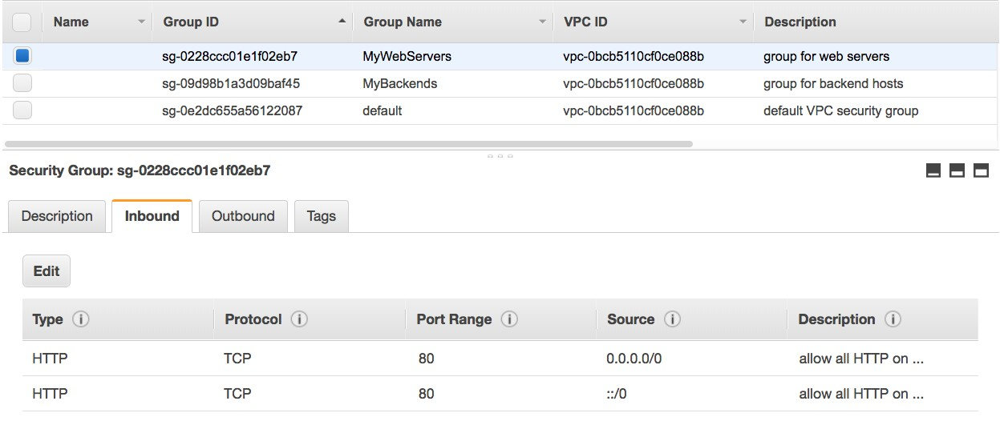 Name Group ID Group Name VPC ID Description
sg-0228ccc01e1f02eb7 MyWebServers vpc-0bcb5110cf0ce088b group for web servers
sg-09d98b1a3d09baf45 MyBackends vpc-0bcb5110cf0ce088b group for backend hosts
sg-0e2dc655a56122087 default vpc-0bcb5110cf0ce088b default VPC security group
Security Group: sg-0228ccc01e1f02eb7
Description Inbound Outbound Tags
Edit
Type Protocol Port Range Source Description
HTTP TCP 80 0.0.0.0/0 allow all HTTP on ...
HTTP TCP 80 ::/0 allow all HTTP on ...